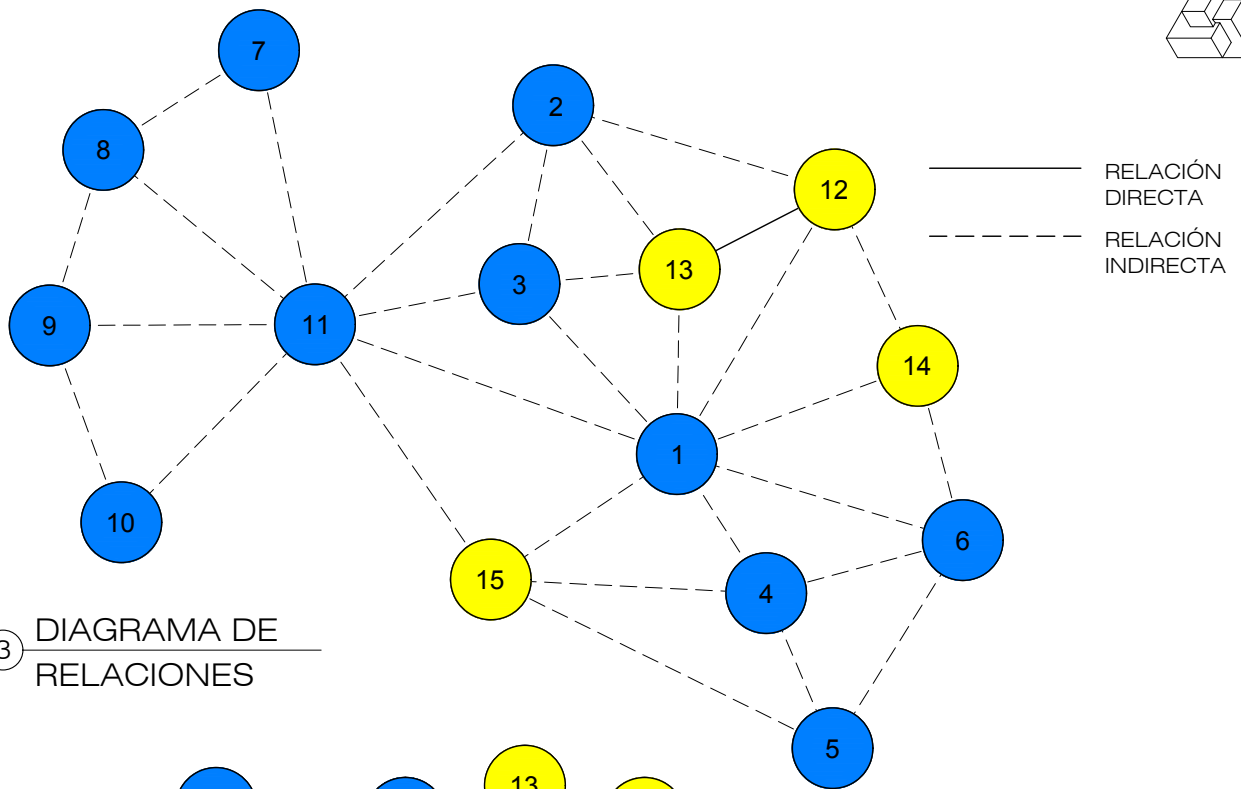 7
2
8
12
RELACIÓN
DIRECTA
RELACIÓN
INDIRECTA
13
3
9
11
14
1
10
6
15
4
3
DIAGRAMA DE
RELACIONES
5
13